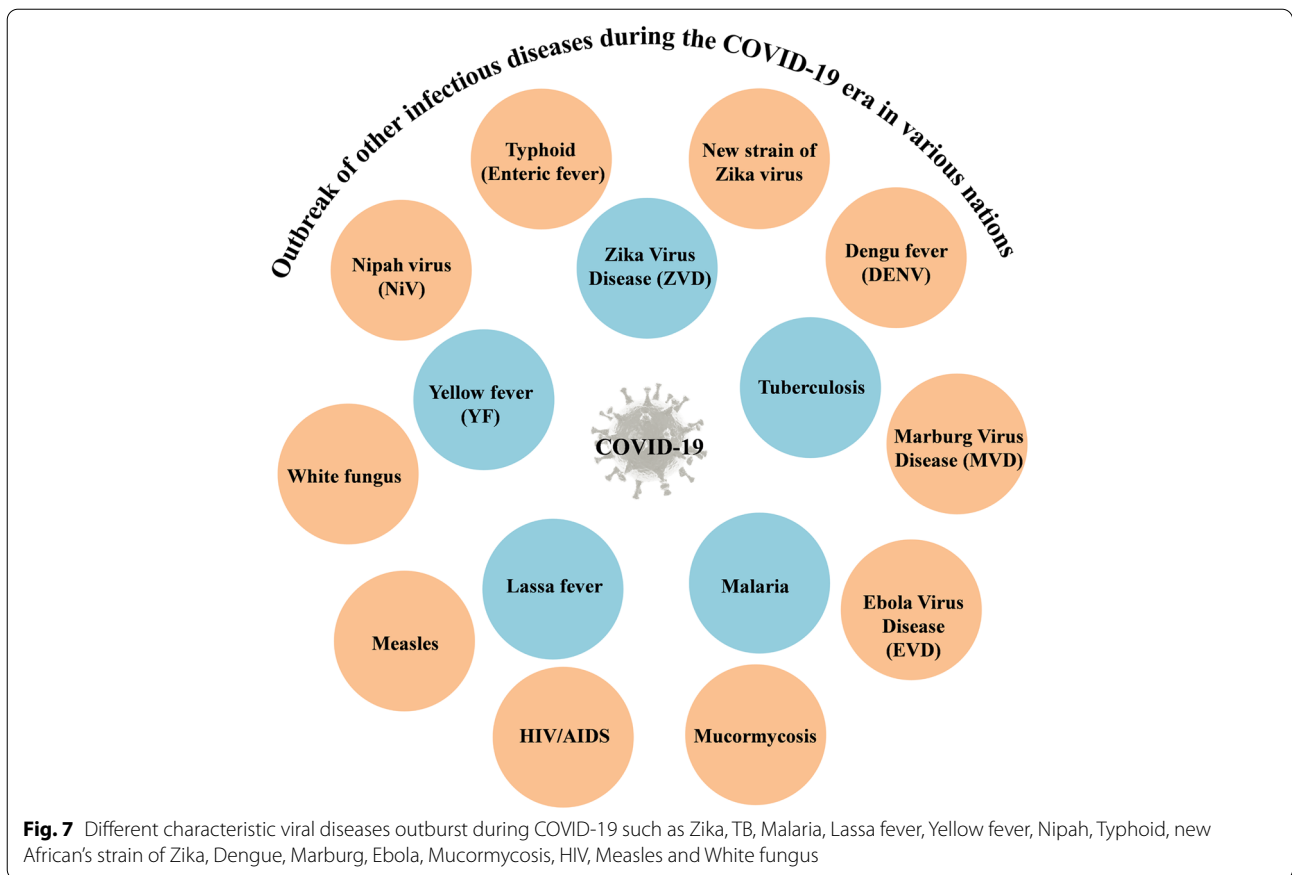 Outbreak of other infectious diseases during the COVID-19 era in various nations
Typhoid
(Enteric fever)
New strain of
Zika virus
Nipah virus
(NiV)
Zika Virus
Disease (ZVD)
Dengu fever
(DENV)
Yellow fever
(YF)
Tuberculosis
COVID-19
Marburg Virus
Disease (MVD)
White fungus
Lassa fever
Malaria
Ebola Virus
Disease
(EVD)
Measles
HIV/AIDS
Mucormycosis
Fig. 7 Different characteristic viral diseases outburst during COVID-19 such as Zika, TB, Malaria, Lassa fever, Yellow fever, Nipah, Typhoid, new
African's strain of Zika, Dengue, Marburg, Ebola, Mucormycosis, HIV, Measles and White fungus